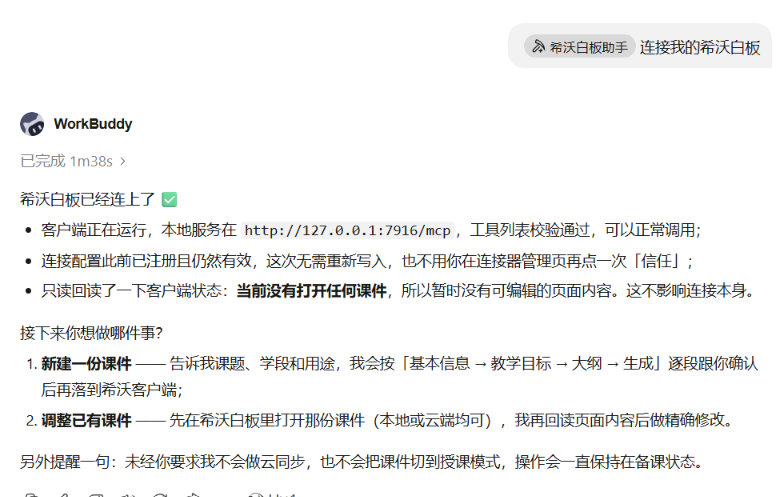 希沃白板助手 连接我的希沃白板
WorkBuddy
已完成 1m38s >
希沃白板已经连上了 ✅
• 客户端正在运行，本地服务在 http://127.0.0.1:7916/mcp，工具列表校验通过，可以正常调用；
• 连接配置此前已注册且仍然有效，这次无需重新写入，也不用你在连接器管理页再点一次「信任」；
• 只读回读了一下客户端状态：当前没有打开任何课件，所以暂时没有可编辑的页面内容。这不影响连接本身。
接下来你想做哪件事？
1. 新建一份课件 —— 告诉我课题、学段和用途，我会按「基本信息 → 教学目标 → 大纲 → 生成」逐段跟你确认
后再落到希沃客户端；
2. 调整已有课件 —— 先在希沃白板里打开那份课件（本地或云端均可），我再回读页面内容后做精确修改。
另外提醒一句：未经你要求我不会做云同步，也不会把课件切到授课模式，操作会一直保持在备课状态。